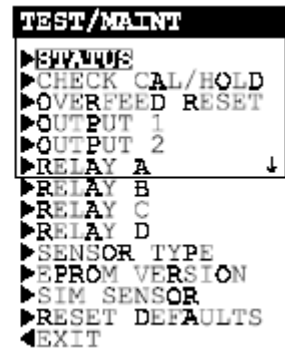 TEST/MAINT
▶STATUS
▶CHECK CAL/HOLD
▶OVERFEED RESET
▶OUTPUT 1
▶OUTPUT 2
▶RELAY A ↓
▶RELAY B
▶RELAY C
▶RELAY D
▶SENSOR TYPE
▶EPROM VERSION
▶SIM SENSOR
▶RESET DEFAULTS
◀EXIT